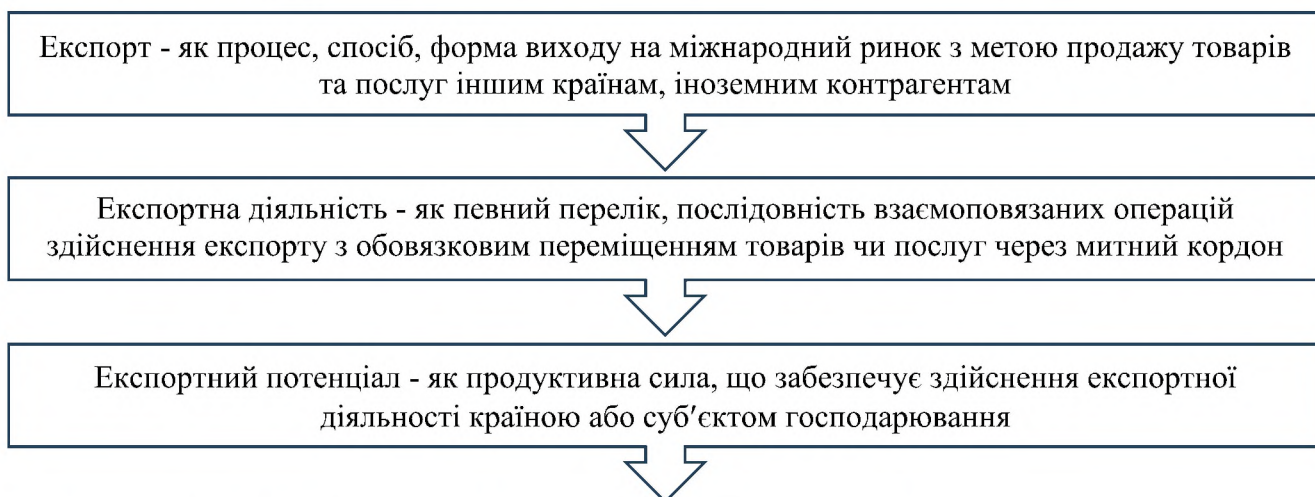 Експорт - як процес, спосіб, форма виходу на міжнародний ринок з метою продажу товарів
та послуг іншим країнам, іноземним контрагентам
Експортна діяльність - як певний перелік, послідовність взаємоповязаних операцій
здійснення експорту з обовязковим переміщенням товарів чи послуг через митний кордон
Експортний потенціал - як продуктивна сила, що забезпечує здійснення експортної
діяльності країною або суб′єктом господарювання